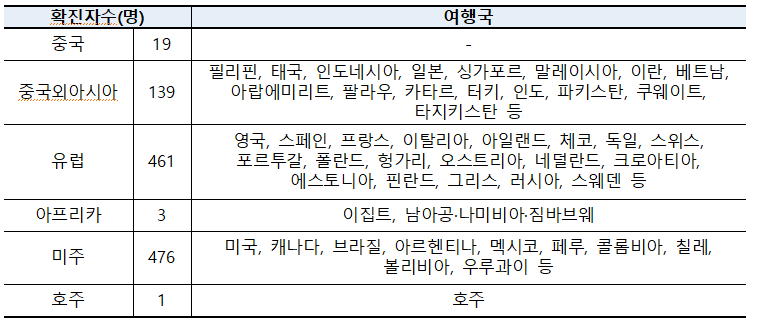 확진자수(명) 여행국
중국 19 -
중국외아시아 139 필리핀, 태국, 인도네시아, 일본, 싱가포르, 말레이시아, 이란, 베트남,
아랍에미리트, 팔라우, 카타르, 터키, 인도, 파키스탄, 쿠웨이트,
타지키스탄 등
유럽 461 영국, 스페인, 프랑스, 이탈리아, 아일랜드, 체코, 독일, 스위스,
포르투갈, 폴란드, 헝가리, 오스트리아, 네덜란드, 크로아티아,
에스토니아, 핀란드, 그리스, 러시아, 스웨덴 등
아프리카 3 이집트, 남아공·나미비아·짐바브웨
미주 476 미국, 캐나다, 브라질, 아르헨티나, 멕시코, 페루, 콜롬비아, 칠레,
볼리비아, 우루과이 등
호주 1 호주